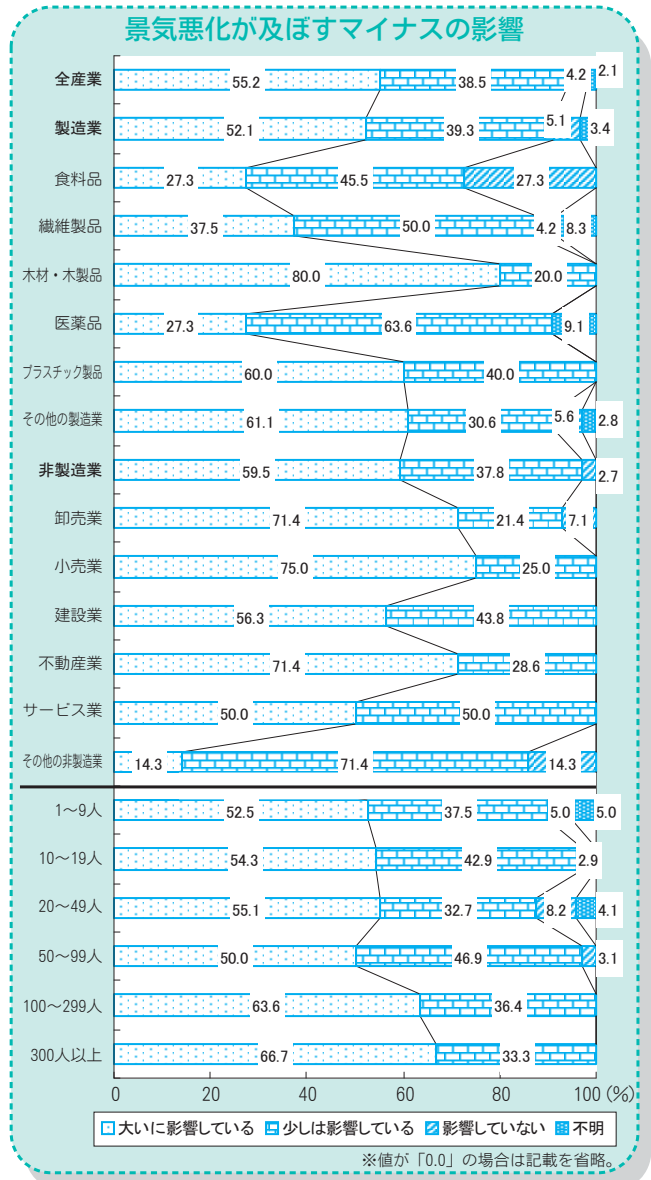 景気悪化が及ぼすマイナスの影響
全産業 55.2 38.5 4.2 2.1
製造業 52.1 39.3 5.1 3.4
食料品 27.3 45.5 27.3
繊維製品 37.5 50.0 4.2 8.3
木材・木製品 80.0 20.0
医薬品 27.3 63.6 9.1
プラスチック製品 60.0 40.0
その他の製造業 61.1 30.6 5.6 2.8
非製造業 59.5 37.8 2.7
卸売業 71.4 21.4 7.1
小売業 75.0 25.0
建設業 56.3 43.8
不動産業 71.4 28.6
サービス業 50.0 50.0
その他の非製造業 14.3 71.4 14.3
1〜9人 52.5 37.5 5.0 5.0
10〜19人 54.3 42.9 2.9
20〜49人 55.1 32.7 8.2 4.1
50〜99人 50.0 46.9 3.1
100〜299人 63.6 36.4
300人以上 66.7 33.3
0 20 40 60 80 100 (%)
大いに影響している 少しは影響している 影響していない 不明
※値が「0.0」の場合は記載を省略。